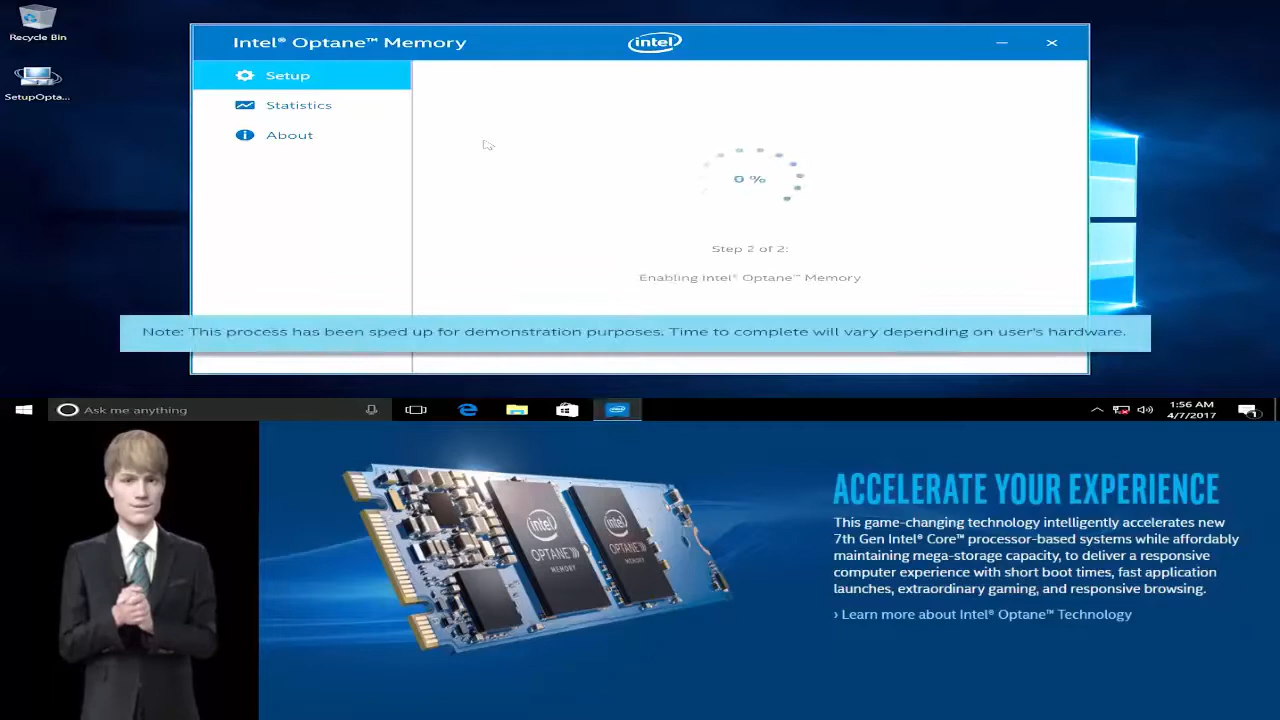 Recycle Bin
SetupOpta...
Intel® Optane™ Memory
intel
Setup
Statistics
About
0 %
Step 2 of 2:
Enabling Intel® Optane™ Memory
Note: This process has been sped up for demonstration purposes. Time to complete will vary depending on user's hardware.
Ask me anything
intel
1:56 AM
4/7/2017
1
intel
OPTANE
MEMORY
intel
OPTANE
MEMORY
ACCELERATE YOUR EXPERIENCE
This game-changing technology intelligently accelerates new
7th Gen Intel® Core™ processor-based systems while affordably
maintaining mega-storage capacity, to deliver a responsive
computer experience with short boot times, fast application
launches, extraordinary gaming, and responsive browsing.
› Learn more about Intel® Optane™ Technology